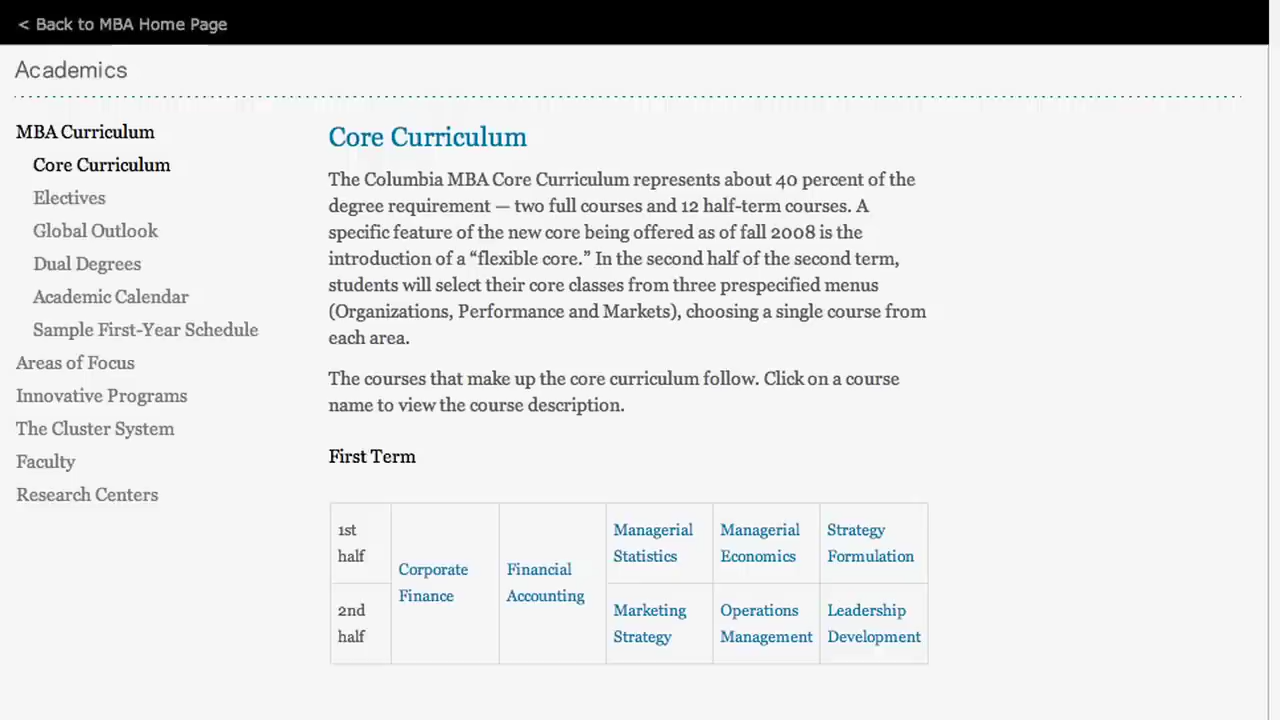 < Back to MBA Home Page
Academics
MBA Curriculum
Core Curriculum
Electives
Global Outlook
Dual Degrees
Academic Calendar
Sample First-Year Schedule
Areas of Focus
Innovative Programs
The Cluster System
Faculty
Research Centers
Core Curriculum
The Columbia MBA Core Curriculum represents about 40 percent of the
degree requirement — two full courses and 12 half-term courses. A
specific feature of the new core being offered as of fall 2008 is the
introduction of a “flexible core.” In the second half of the second term,
students will select their core classes from three prespecified menus
(Organizations, Performance and Markets), choosing a single course from
each area.
The courses that make up the core curriculum follow. Click on a course
name to view the course description.
First Term
1st
half
Corporate
Finance
Financial
Accounting
Managerial
Statistics
Managerial
Economics
Strategy
Formulation
2nd
half
Marketing
Strategy
Operations
Management
Leadership
Development